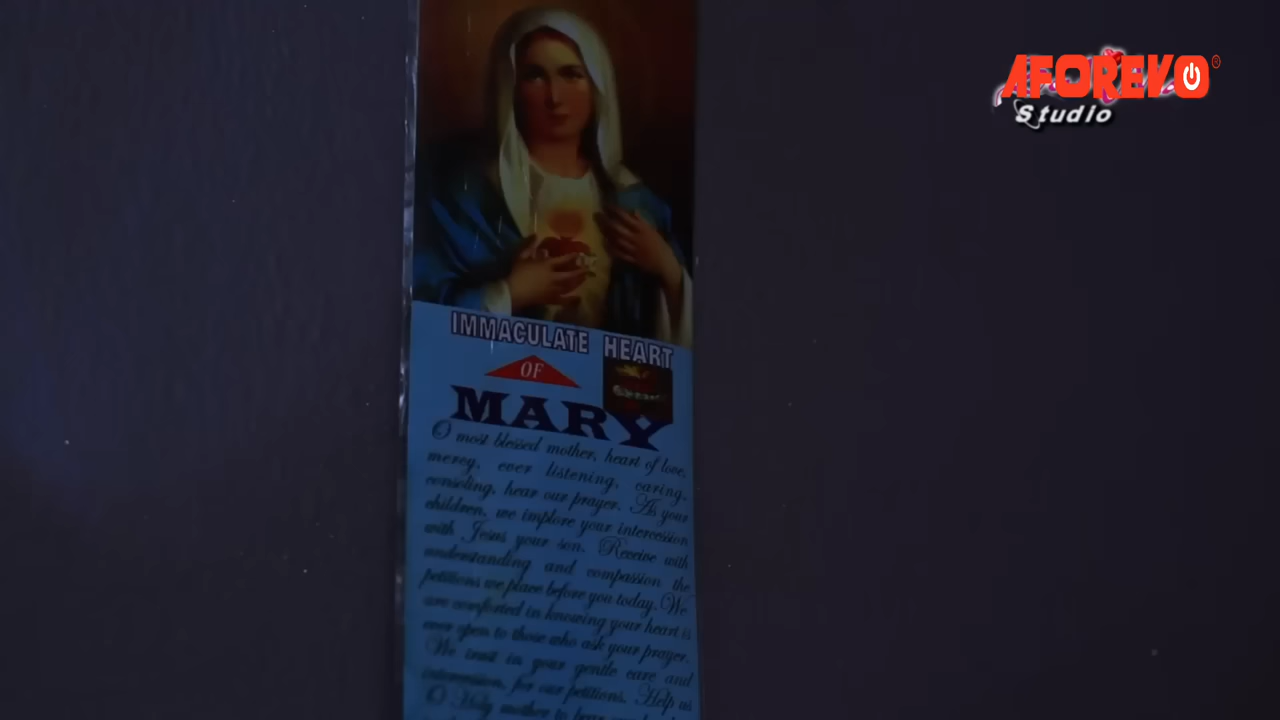 AFOREVO
Studio
IMMACULATE HEART
OF
MARY
O most blessed mother, heart of love,
mercy, ever listening, caring,
consoling, hear our prayer. As your
children, we implore your intercession
with Jesus your son. Receive with
understanding and compassion the
petitions we place before you today. We
are comforted in knowing your heart is
ever open to those who ask your prayer.
We trust in your gentle care and
intercession, for our petitions. Help us
O Holy mother to